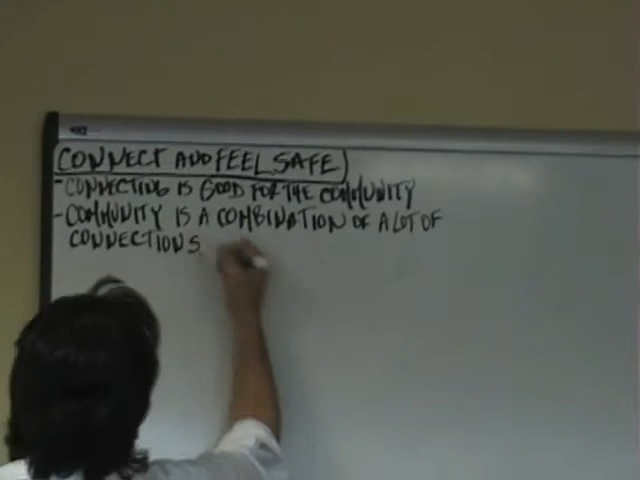 CONNECT AND FEEL SAFE
- CONNECTING IS GOOD FOR THE COMMUNITY
- COMMUNITY IS A COMBINATION OF A LOT OF
CONNECTIONS